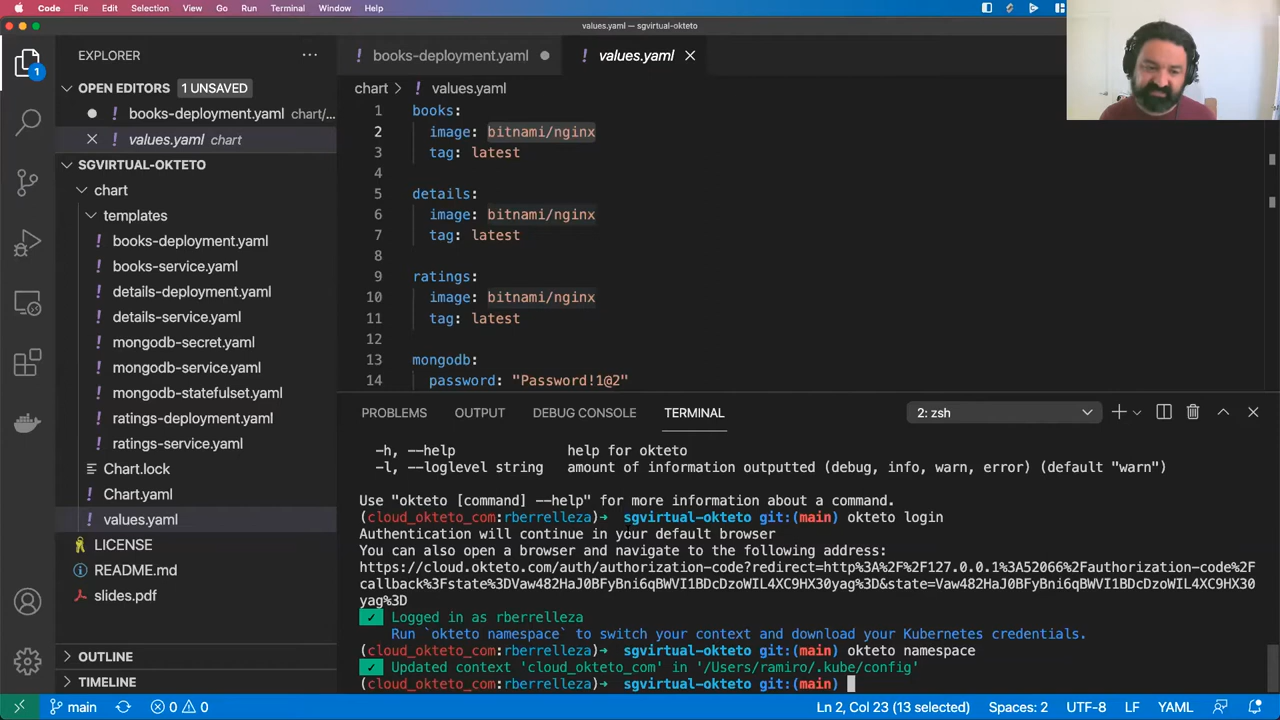 Code File Edit Selection View Go Run Terminal Window Help
values.yaml — sgvirtual-okteto
EXPLORER
OPEN EDITORS 1 UNSAVED
books-deployment.yaml chart/...
values.yaml chart
SGVIRTUAL-OKTETO
chart
templates
books-deployment.yaml
books-service.yaml
details-deployment.yaml
details-service.yaml
mongodb-secret.yaml
mongodb-service.yaml
mongodb-statefulset.yaml
ratings-deployment.yaml
ratings-service.yaml
Chart.lock
Chart.yaml
values.yaml
LICENSE
README.md
slides.pdf
OUTLINE
TIMELINE
1
books-deployment.yaml
values.yaml
chart > values.yaml
1 books:
2 image: bitnami/nginx
3 tag: latest
4
5 details:
6 image: bitnami/nginx
7 tag: latest
8
9 ratings:
10 image: bitnami/nginx
11 tag: latest
12
13 mongodb:
14 password: "Password!1@2"
PROBLEMS OUTPUT DEBUG CONSOLE TERMINAL 2: zsh
-h, --help help for okteto
-l, --loglevel string amount of information outputted (debug, info, warn, error) (default "warn")
Use "okteto [command] --help" for more information about a command.
(cloud_okteto_com:rberrelleza)→ sgvirtual-okteto git:(main) okteto login
Authentication will continue in your default browser
You can also open a browser and navigate to the following address:
https://cloud.okteto.com/auth/authorization-code?redirect=http%3A%2F%2F127.0.0.1%3A52066%2Fauthorization-code%2F
callback%3Fstate%3DVaw482HaJ0BFyBni6qBWVI1BDcDzoWIL4XC9HX30yag%3D&state=Vaw482HaJ0BFyBni6qBWVI1BDcDzoWIL4XC9HX30
yag%3D
✓ Logged in as rberrelleza
Run `okteto namespace` to switch your context and download your Kubernetes credentials.
(cloud_okteto_com:rberrelleza)→ sgvirtual-okteto git:(main) okteto namespace
✓ Updated context 'cloud_okteto_com' in '/Users/ramiro/.kube/config'
(cloud_okteto_com:rberrelleza)→ sgvirtual-okteto git:(main)
main 0 0 Ln 2, Col 23 (13 selected) Spaces: 2 UTF-8 LF YAML